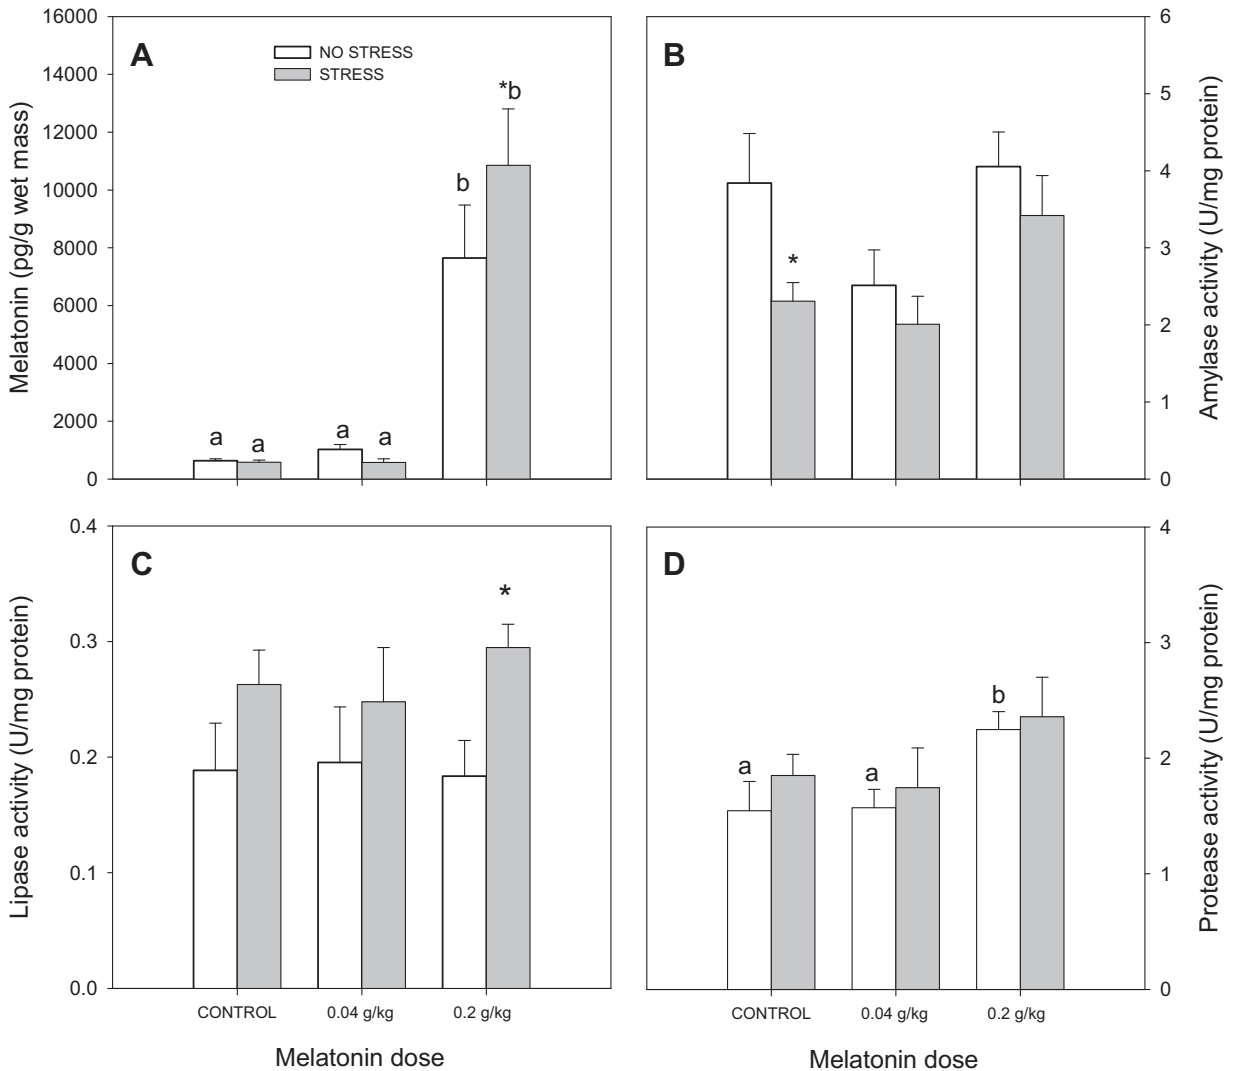 A
NO STRESS
STRESS
16000
14000
12000
10000
8000
6000
4000
2000
0
Melatonin (pg/g wet mass)
a
a
a
a
b
*b
B
6
5
4
3
2
1
0
Amylase activity (U/mg protein)
*
C
0.4
0.3
0.2
0.1
0.0
Lipase activity (U/mg protein)
*
CONTROL
0.04 g/kg
0.2 g/kg
Melatonin dose
D
4
3
2
1
0
Protease activity (U/mg protein)
a
a
b
CONTROL
0.04 g/kg
0.2 g/kg
Melatonin dose